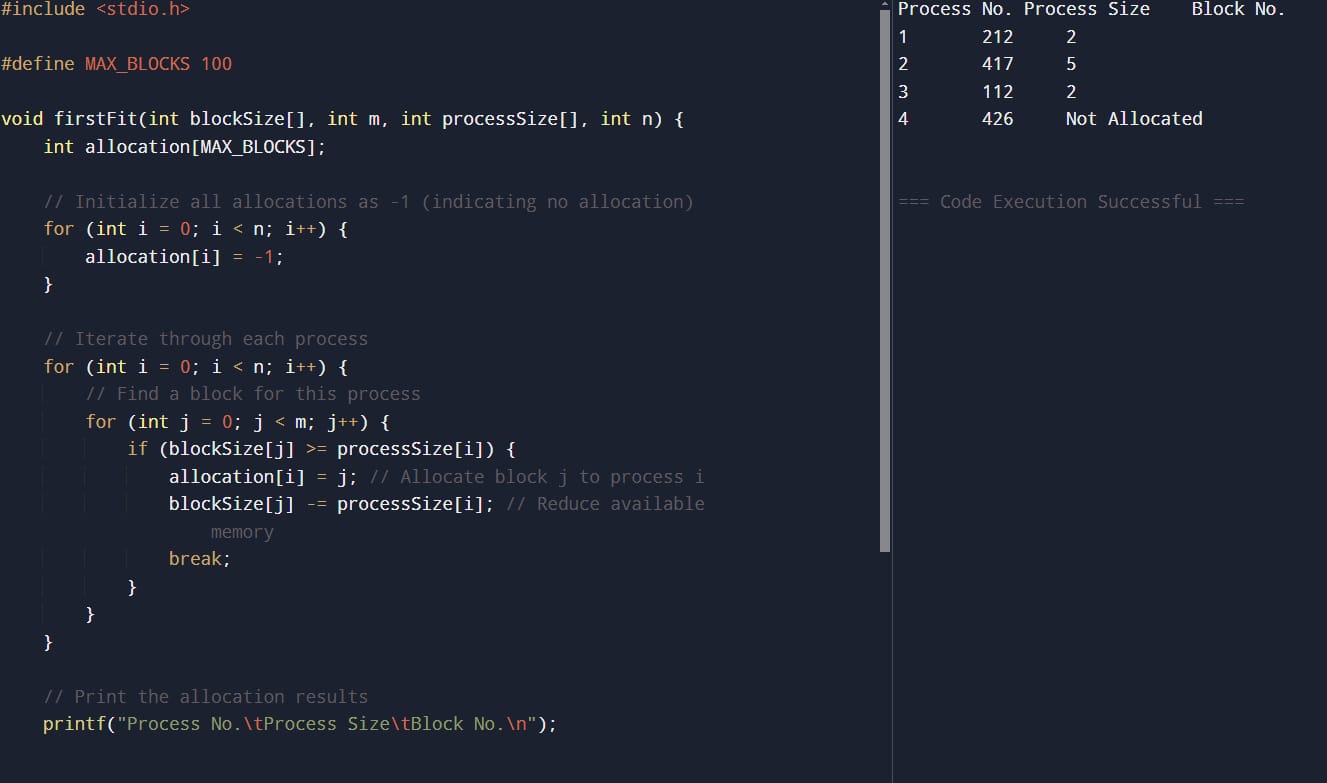 #include <stdio.h>
#define MAX_BLOCKS 100
void firstFit(int blockSize[], int m, int processSize[], int n) {
    int allocation[MAX_BLOCKS];
    // Initialize all allocations as -1 (indicating no allocation)
    for (int i = 0; i < n; i++) {
        allocation[i] = -1;
    }
    // Iterate through each process
    for (int i = 0; i < n; i++) {
        // Find a block for this process
        for (int j = 0; j < m; j++) {
            if (blockSize[j] >= processSize[i]) {
                allocation[i] = j; // Allocate block j to process i
                blockSize[j] -= processSize[i]; // Reduce available
                    memory
                break;
            }
        }
    }
    // Print the allocation results
    printf("Process No.\tProcess Size\tBlock No.\n");
Process No. Process Size    Block No.
1       212     2
2       417     5
3       112     2
4       426     Not Allocated
=== Code Execution Successful ===